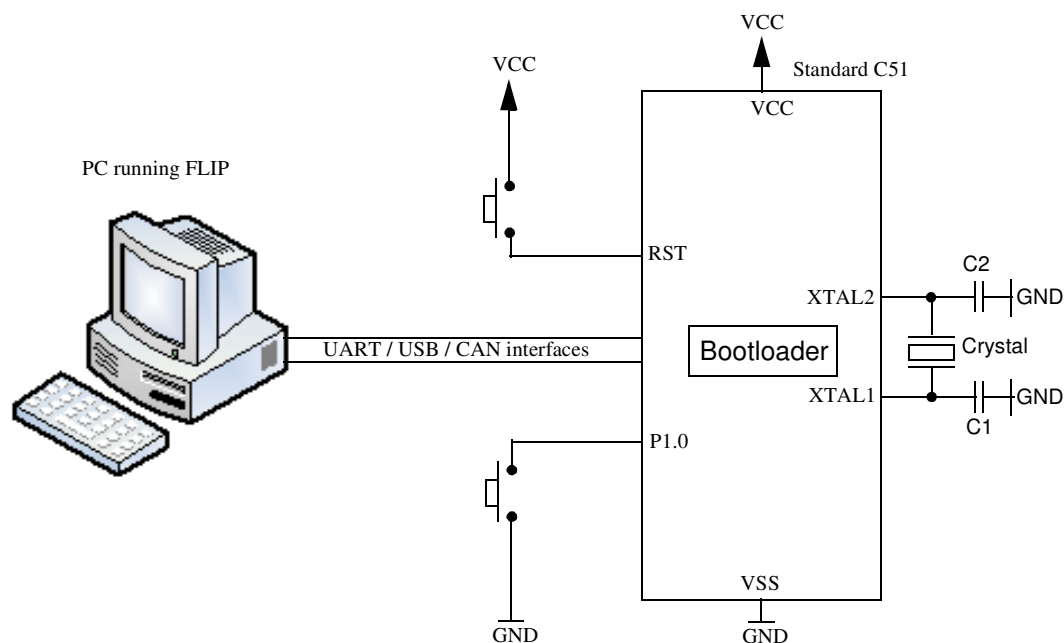 VCC
VCC
Standard C51
VCC
PC running FLIP
RST
C2
XTAL2
GND
UART / USB / CAN interfaces
Bootloader
Crystal
XTAL1
GND
C1
P1.0
VSS
GND
GND